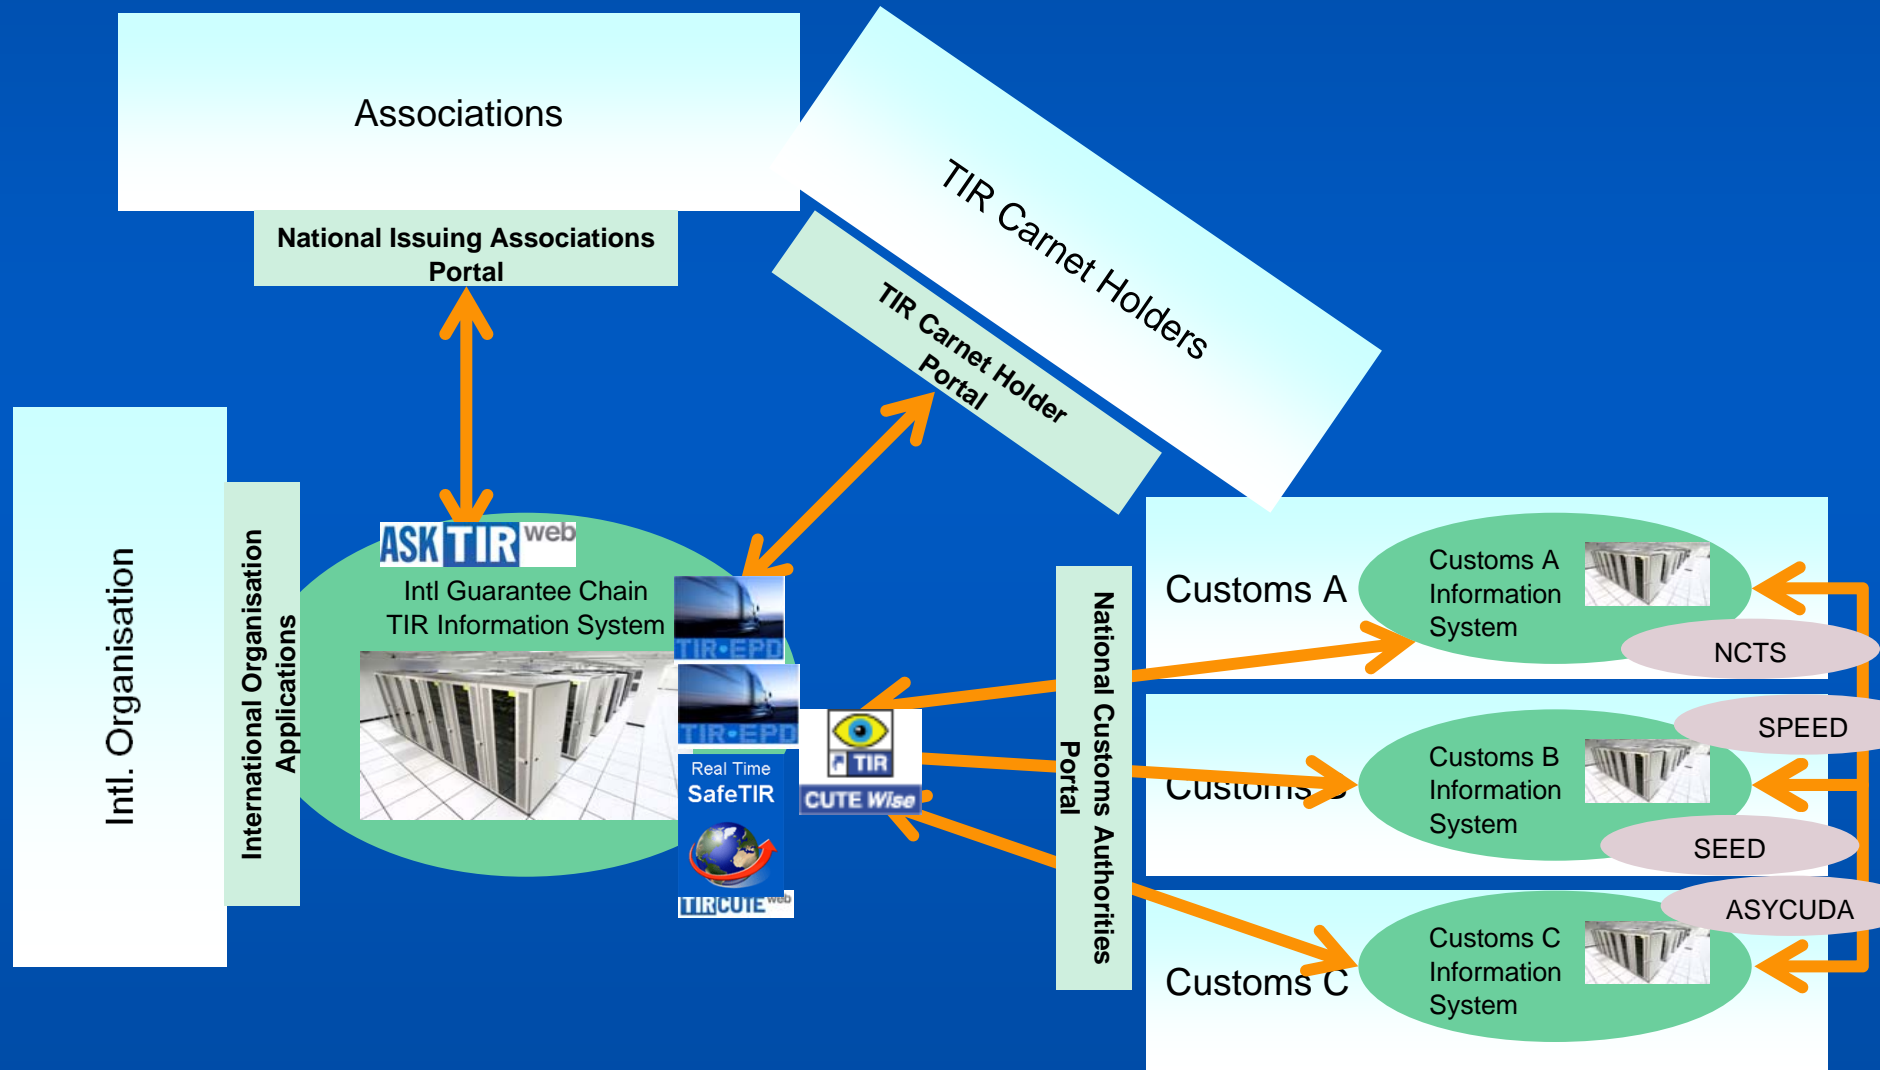 Associations
National Issuing Associations
Portal
TIR Carnet Holders
TIR Carnet Holder
Portal
Intl. Organisation
International Organisation
Applications
ASKTIR web
Intl Guarantee Chain
TIR Information System
TIR•EPD
TIR•EPD
Real Time
SafeTIR
TIRCUTE web
TIR
CUTE Wise
National Customs Authorities
Portal
Customs A
Customs A
Information
System
NCTS
SPEED
Customs B
Customs B
Information
System
SEED
ASYCUDA
Customs C
Customs C
Information
System